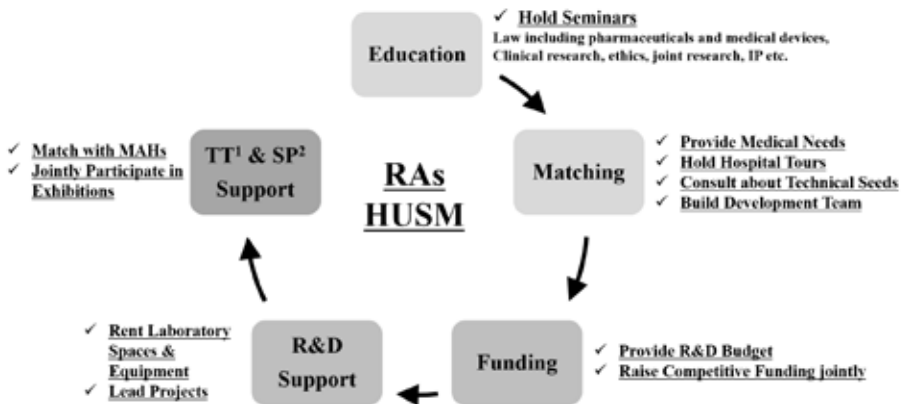 Education
✓ Hold Seminars
Law including pharmaceuticals and medical devices,
Clinical research, ethics, joint research, IP etc.
Matching
✓ Provide Medical Needs
✓ Hold Hospital Tours
✓ Consult about Technical Seeds
✓ Build Development Team
Funding
✓ Provide R&D Budget
✓ Raise Competitive Funding jointly
R&D
Support
✓ Rent Laboratory
Spaces &
Equipment
✓ Lead Projects
TT¹ & SP²
Support
✓ Match with MAHs
✓ Jointly Participate in
Exhibitions
RAs
HUSM